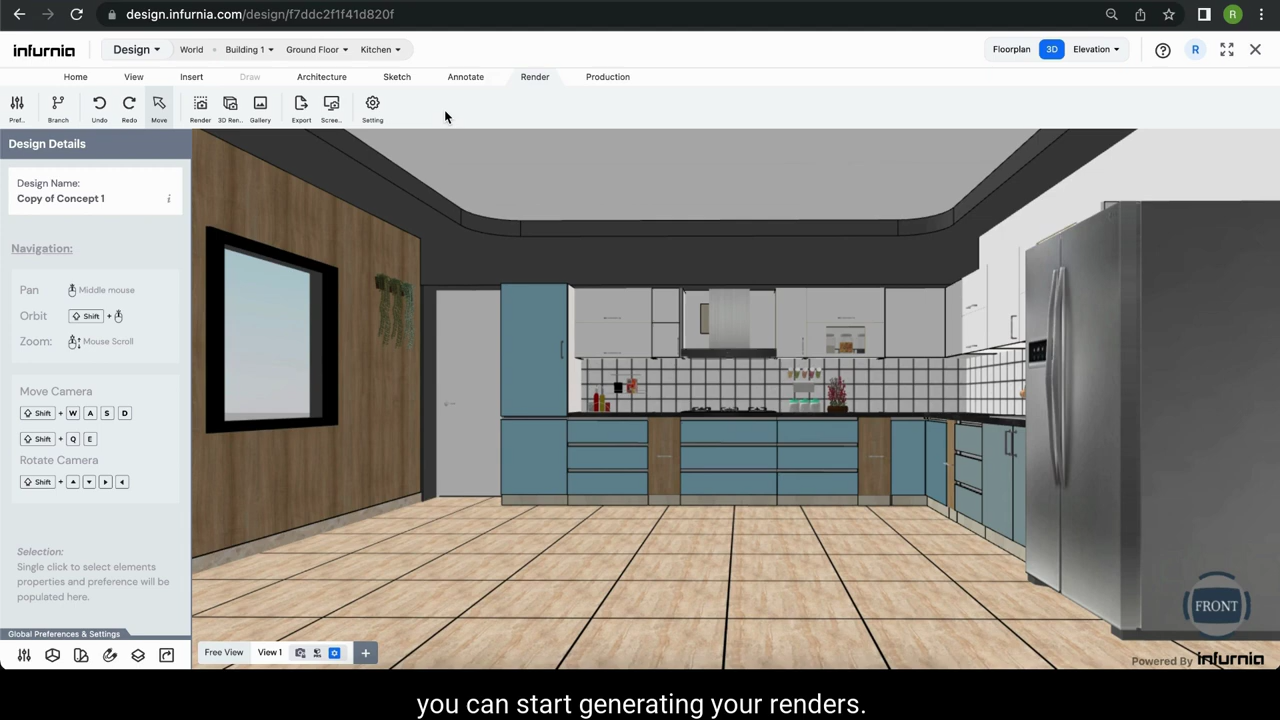 design.infurnia.com/design/f7ddc2f1f41d820f
R
infurnia
Design
World
Building 1
Ground Floor
Kitchen
Floorplan
3D
Elevation
R
Home
View
Insert
Draw
Architecture
Sketch
Annotate
Render
Production
Pref..
Branch
Undo
Redo
Move
Render
3D Ren..
Gallery
Export
Scree..
Setting
Design Details
Design Name:
Copy of Concept 1
i
Navigation:
Pan
Middle mouse
Orbit
Shift +
Zoom:
Mouse Scroll
Move Camera
Shift + W A S D
Shift + Q E
Rotate Camera
Shift +
Selection:
Single click to select elements
properties and preference will be
populated here.
Global Preferences & Settings
Free View
View 1
+
FRONT
Powered By infurnia
you can start generating your renders.